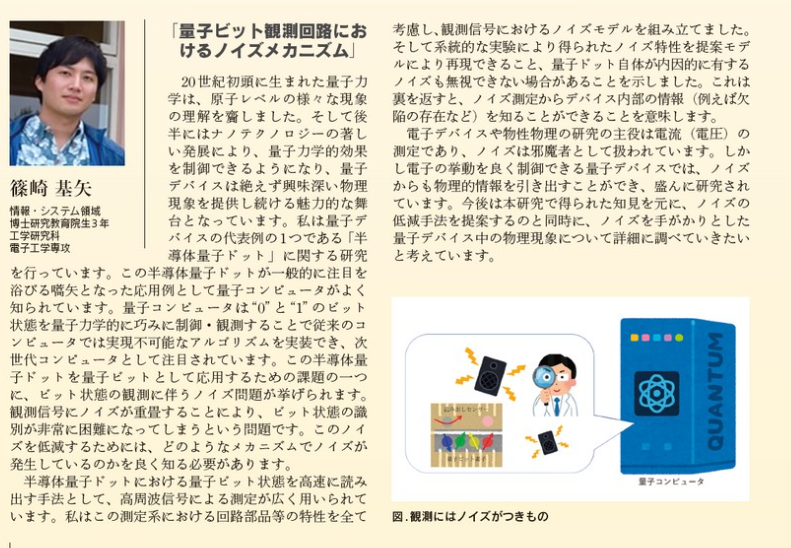 「量子ビット観測回路にお
けるノイズメカニズム」
篠崎 基矢
情報・システム領域
博士研究教育院生3年
工学研究科
電子工学専攻
20世紀初頭に生まれた量子力
学は、原子レベルの様々な現象
の理解を齎しました。そして後
半にはナノテクノロジーの著し
い発展により、量子力学的効果
を制御できるようになり、量子
デバイスは絶えず興味深い物理
現象を提供し続ける魅力的な舞
台となっています。私は量子デ
バイスの代表例の1つである「半
導体量子ドット」に関する研究
を行っています。この半導体量子ドットが一般的に注目を
浴びる嚆矢となった応用例として量子コンピュータがよく
知られています。量子コンピュータは“0”と“1”のビット
状態を量子力学的に巧みに制御・観測することで従来のコ
ンピュータでは実現不可能なアルゴリズムを実装でき、次
世代コンピュータとして注目されています。この半導体量
子ドットを量子ビットとして応用するための課題の一つ
に、ビット状態の観測に伴うノイズ問題が挙げられます。
観測信号にノイズが重畳することにより、ビット状態の識
別が非常に困難になってしまうという問題です。このノイ
ズを低減するためには、どのようなメカニズムでノイズが
発生しているのかを良く知る必要があります。
半導体量子ドットにおける量子ビット状態を高速に読み
出す手法として、高周波信号による測定が広く用いられて
います。私はこの測定系における回路部品等の特性を全て
考慮し、観測信号におけるノイズモデルを組み立てました。
そして系統的な実験により得られたノイズ特性を提案モデ
ルにより再現できること、量子ドット自体が内因的に有する
ノイズも無視できない場合があることを示しました。これは
裏を返すと、ノイズ測定からデバイス内部の情報（例えば欠
陥の存在など）を知ることができることを意味します。
電子デバイスや物性物理の研究の主役は電流（電圧）の
測定であり、ノイズは邪魔者として扱われています。しか
し電子の挙動を良く制御できる量子デバイスでは、ノイズ
からも物理的情報を引き出すことができ、盛んに研究され
ています。今後は本研究で得られた知見を元に、ノイズの
低減手法を提案するのと同時に、ノイズを手がかりとした
量子デバイス中の物理現象について詳細に調べていきたい
と考えています。
読み出しセンサー
量子ビット素子
QUANTUM
量子コンピュータ
図.観測にはノイズがつきもの